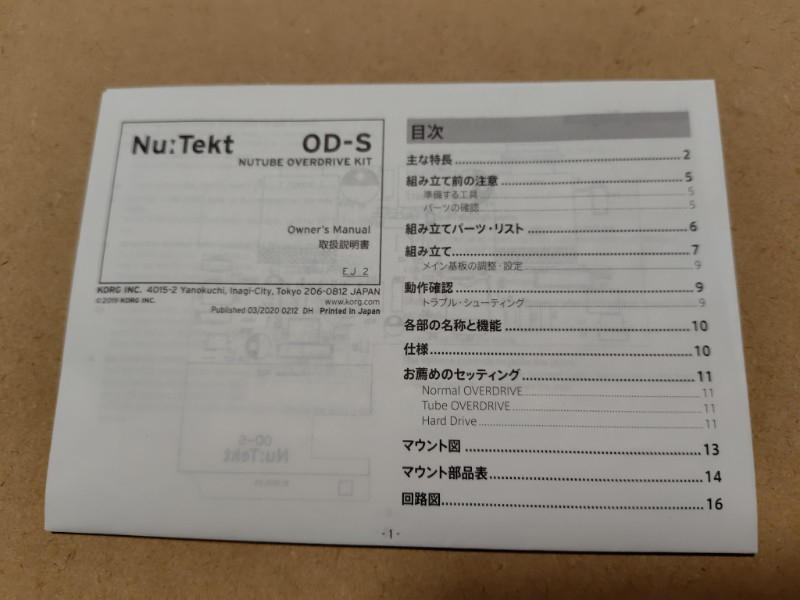 Nu:Tekt OD-S
NUTUBE OVERDRIVE KIT
Owner's Manual
取扱説明書
EJ 2
KORG INC. 4015-2 Yanokuchi, Inagi-City, Tokyo 206-0812 JAPAN
©2019 KORG INC. www.korg.com
Published 03/2020 0212 DH Printed in Japan
目次
主な特長 2
組み立て前の注意 5
準備する工具 5
パーツの確認 5
組み立てパーツ・リスト 6
組み立て 7
メイン基板の調整・設定 9
動作確認 9
トラブル・シューティング 9
各部の名称と機能 10
仕様 10
お薦めのセッティング 11
Normal OVERDRIVE 11
Tube OVERDRIVE 11
Hard Drive 11
マウント図 13
マウント部品表 14
回路図 16
- 1 -